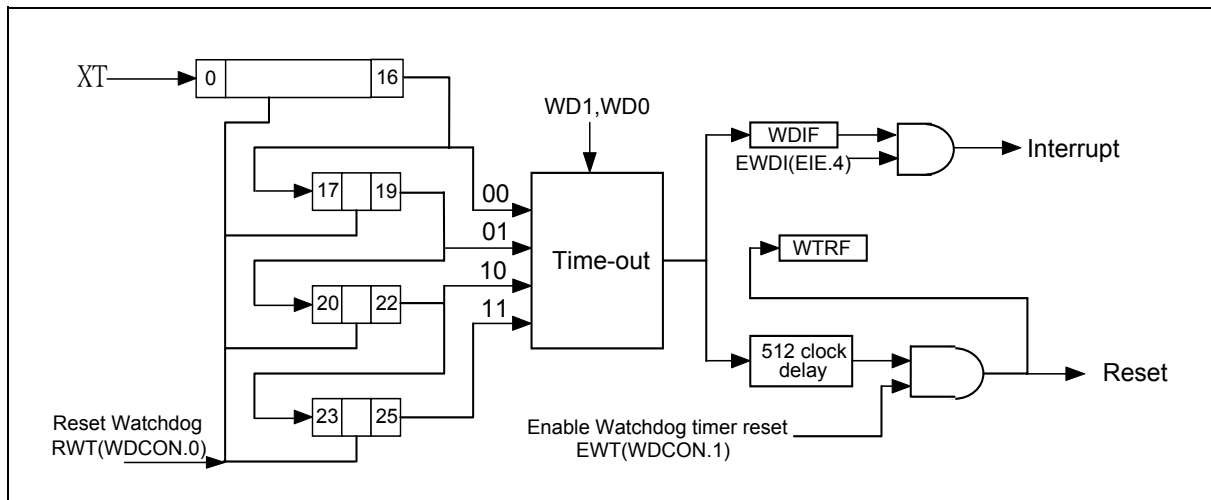 XT
0
16
WD1,WD0
WDIF
EWDI(EIE.4)
Interrupt
17
19
00
01
10
11
Time-out
WTRF
20
22
512 clock
delay
Reset
23
25
Reset Watchdog
RWT(WDCON.0)
Enable Watchdog timer reset
EWT(WDCON.1)